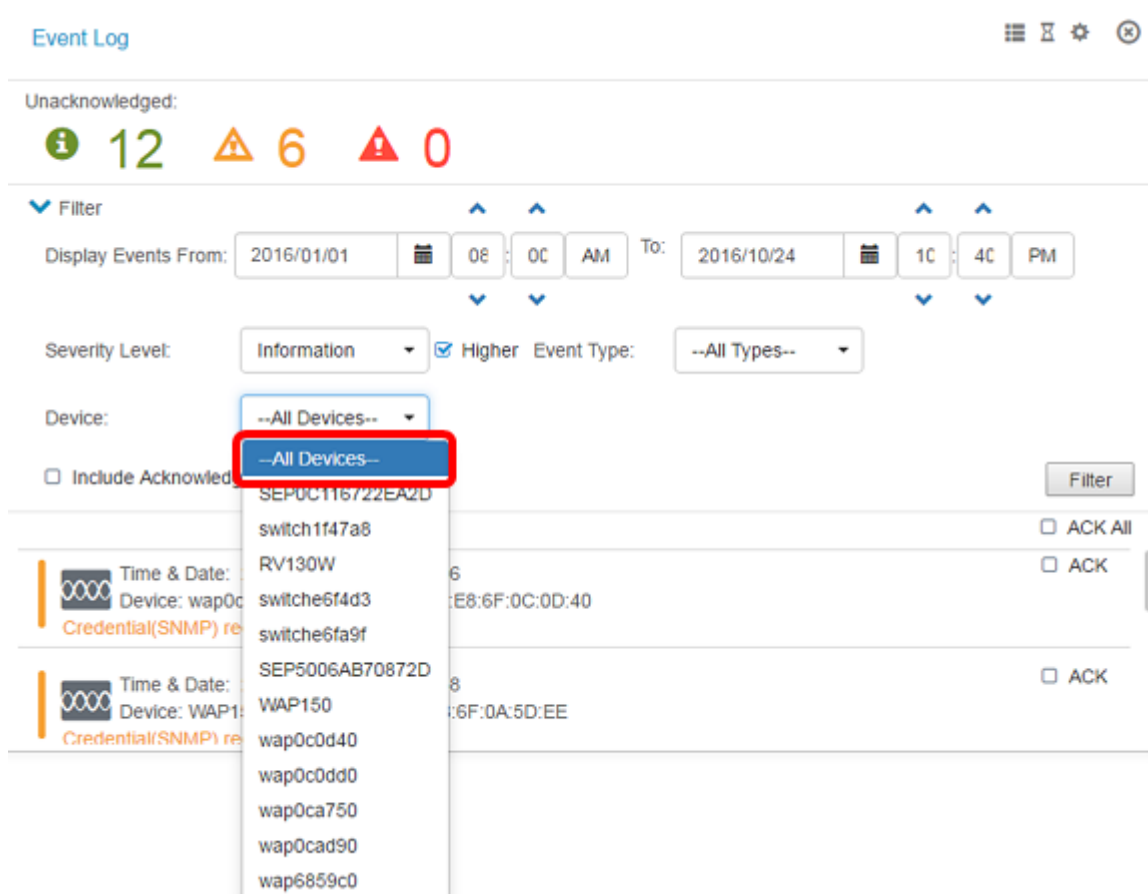 Event Log
Unacknowledged:
12 6 0
Filter
Display Events From: 2016/01/01 08 : 00 AM To: 2016/10/24 10 : 40 PM
Severity Level: Information Higher Event Type: --All Types--
Device: --All Devices--
--All Devices--
Include Acknowledg Filter
SEP0C116722EA2D
switch1f47a8 ACK All
RV130W ACK
Time & Date: 6
switche6f4d3
Device: wap0c :E8:6F:0C:0D:40
Credential(SNMP) re
switche6fa9f
SEP5006AB70872D ACK
Time & Date: 8
WAP150
Device: WAP1 :6F:0A:5D:EE
Credential(SNMP) re
wap0c0d40
wap0c0dd0
wap0ca750
wap0cad90
wap6859c0